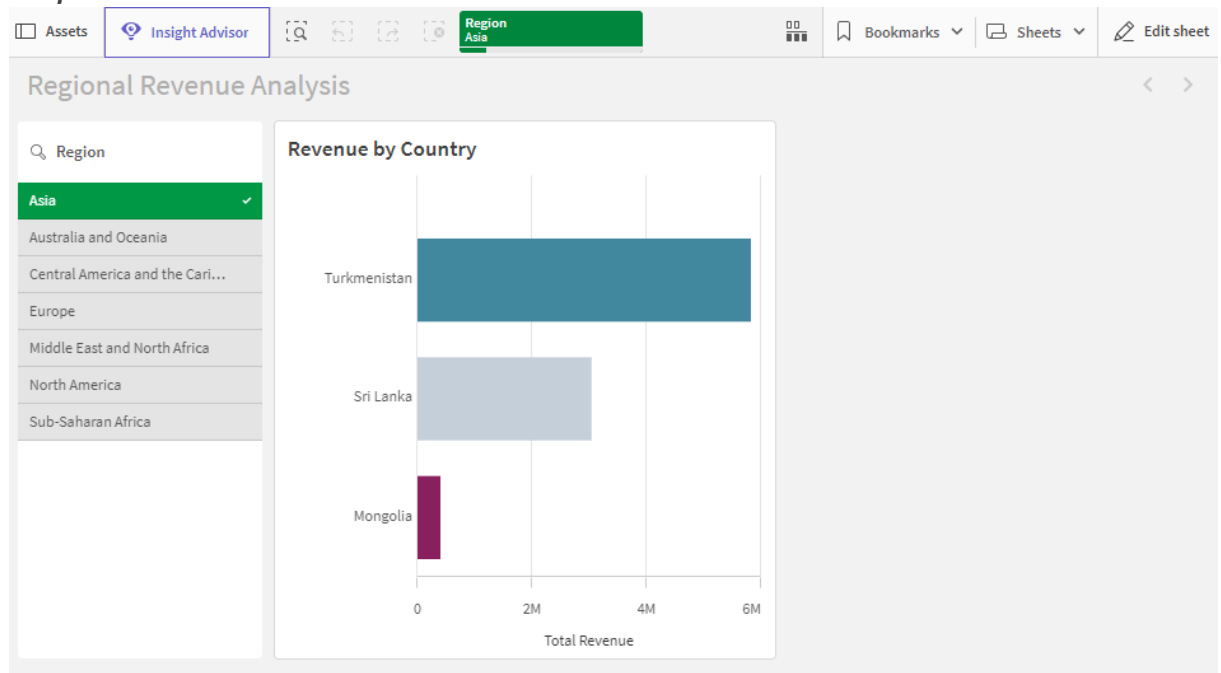 Assets
Insight Advisor
Region
Asia
Bookmarks
Sheets
Edit sheet
Regional Revenue Analysis
Region
Asia
Australia and Oceania
Central America and the Cari...
Europe
Middle East and North Africa
North America
Sub-Saharan Africa
Revenue by Country
Turkmenistan
Sri Lanka
Mongolia
0 2M 4M 6M
Total Revenue